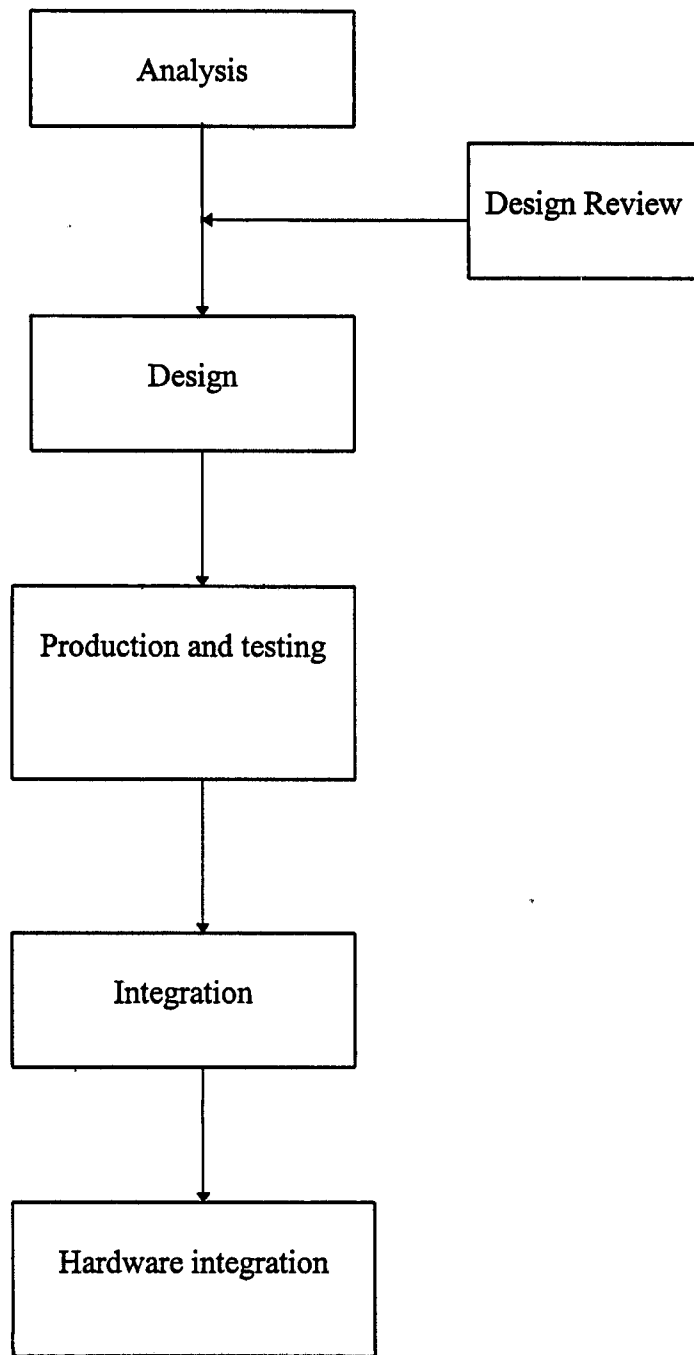 Analysis
Design Review
Design
Production and testing
Integration
Hardware integration